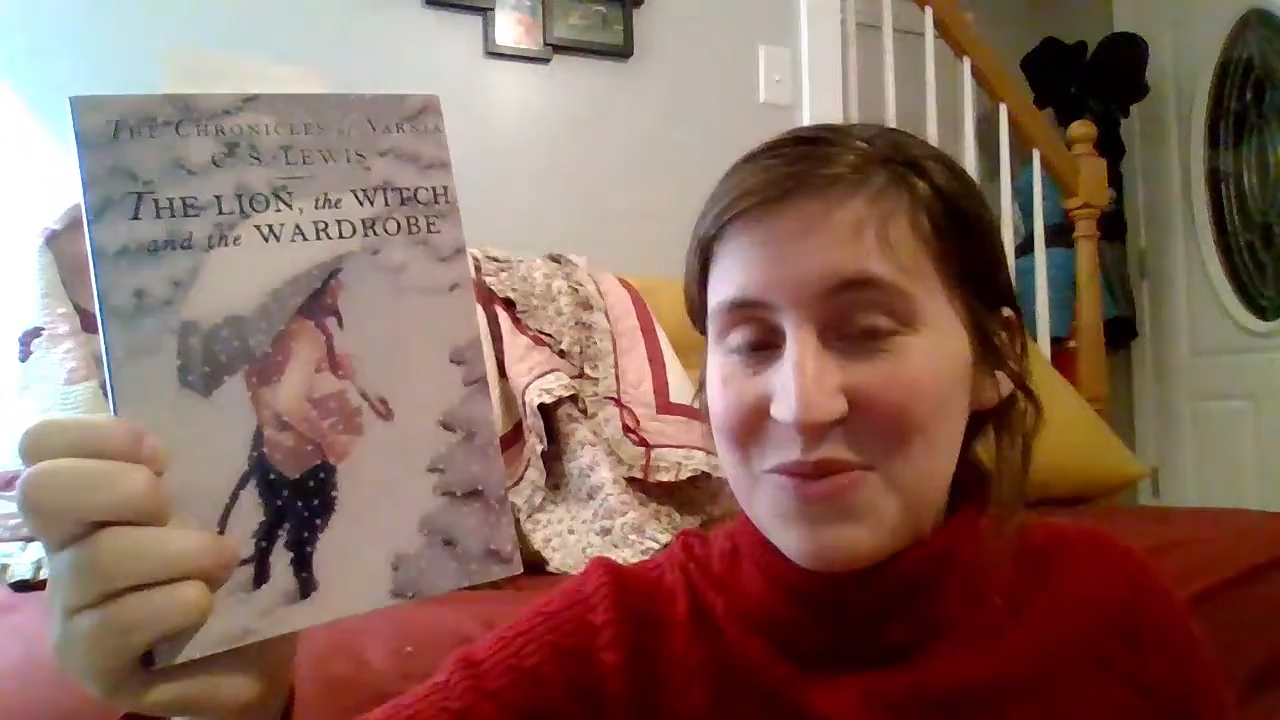 THE CHRONICLES of NARNIA
C. S. LEWIS
THE LION, the WITCH
and the WARDROBE